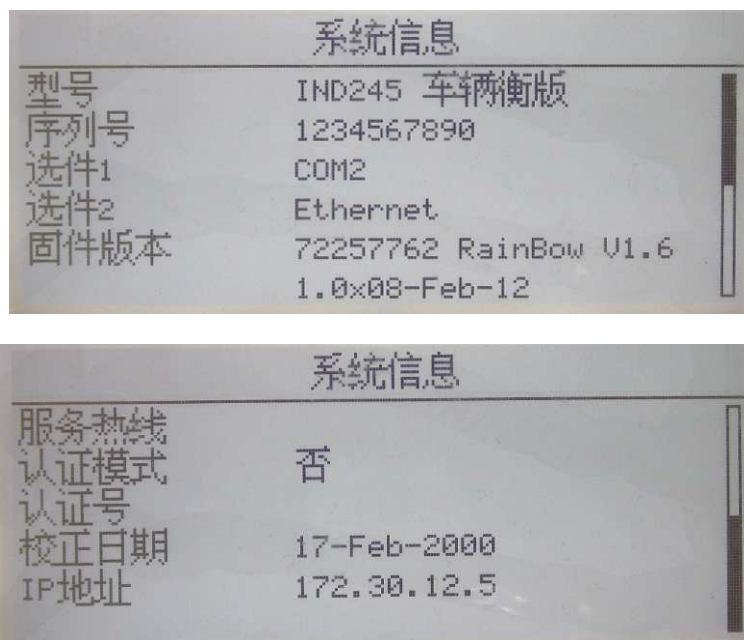 系统信息
型号 IND245 车辆衡版
序列号 1234567890
选件1 COM2
选件2 Ethernet
固件版本 72257762 RainBow V1.6
1.0x08-Feb-12
系统信息
服务热线
认证模式 否
认证号
校正日期 17-Feb-2000
IP地址 172.30.12.5